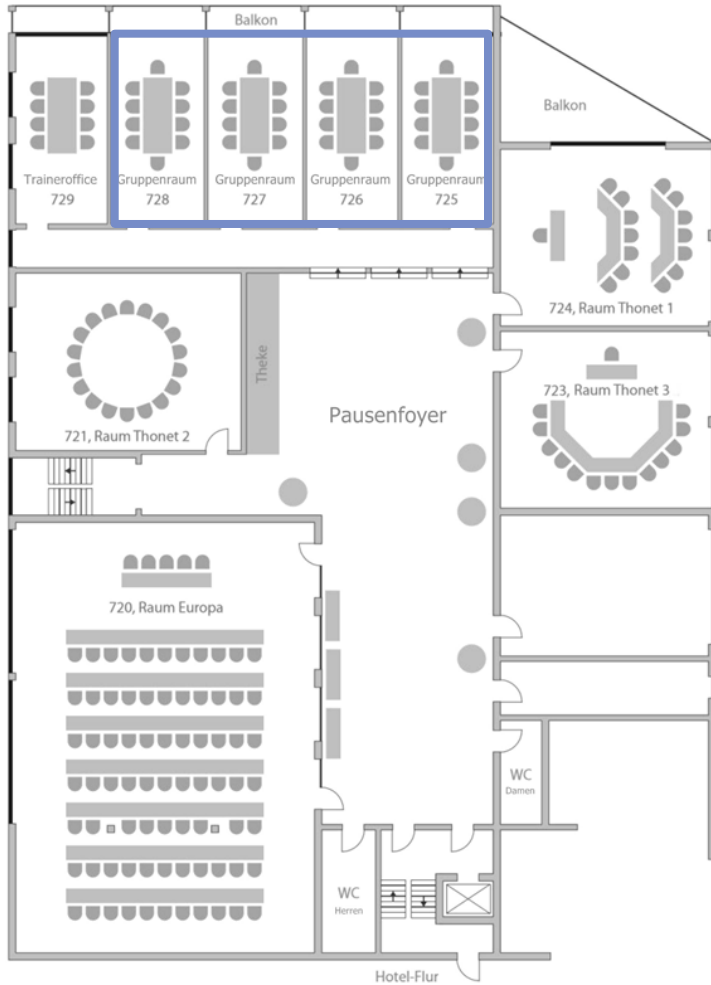 Balkon
Balkon
Traineroffice
729
Gruppenraum
728
Gruppenraum
727
Gruppenraum
726
Gruppenraum
725
724, Raum Thonet 1
Theke
723, Raum Thonet 3
Pausenfoyer
721, Raum Thonet 2
720, Raum Europa
WC
Damen
WC
Herren
Hotel-Flur